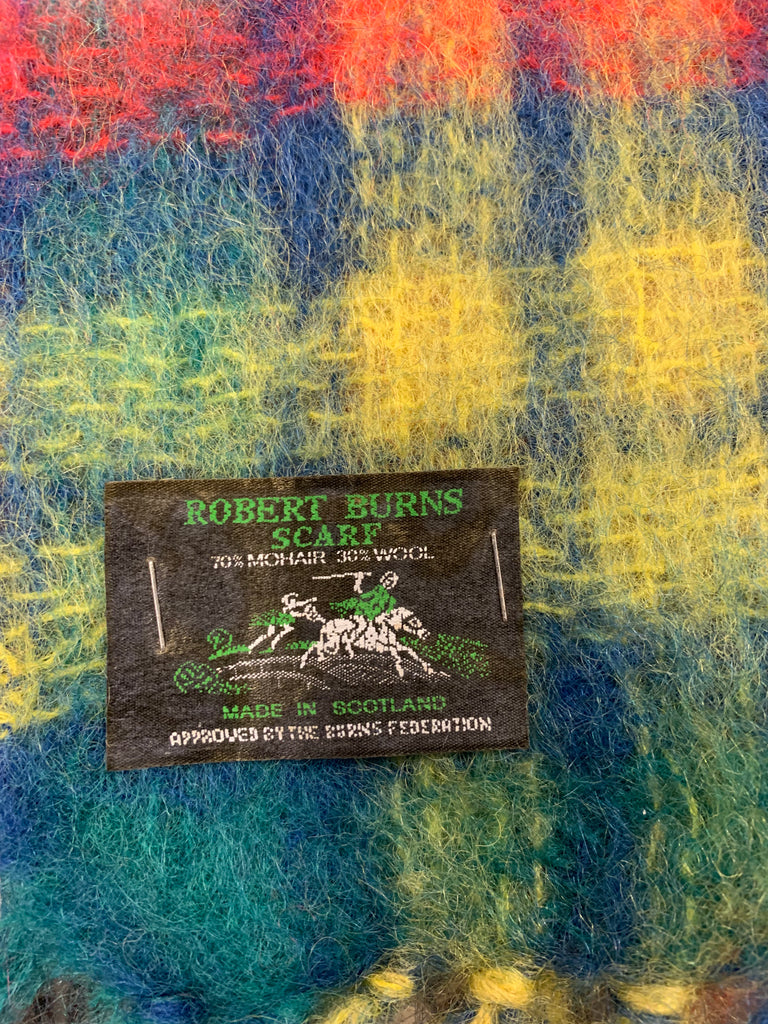 ROBERT BURNS
SCARF
70% MOHAIR 30% WOOL
MADE IN SCOTLAND
APPROVED BY THE BURNS FEDERATION